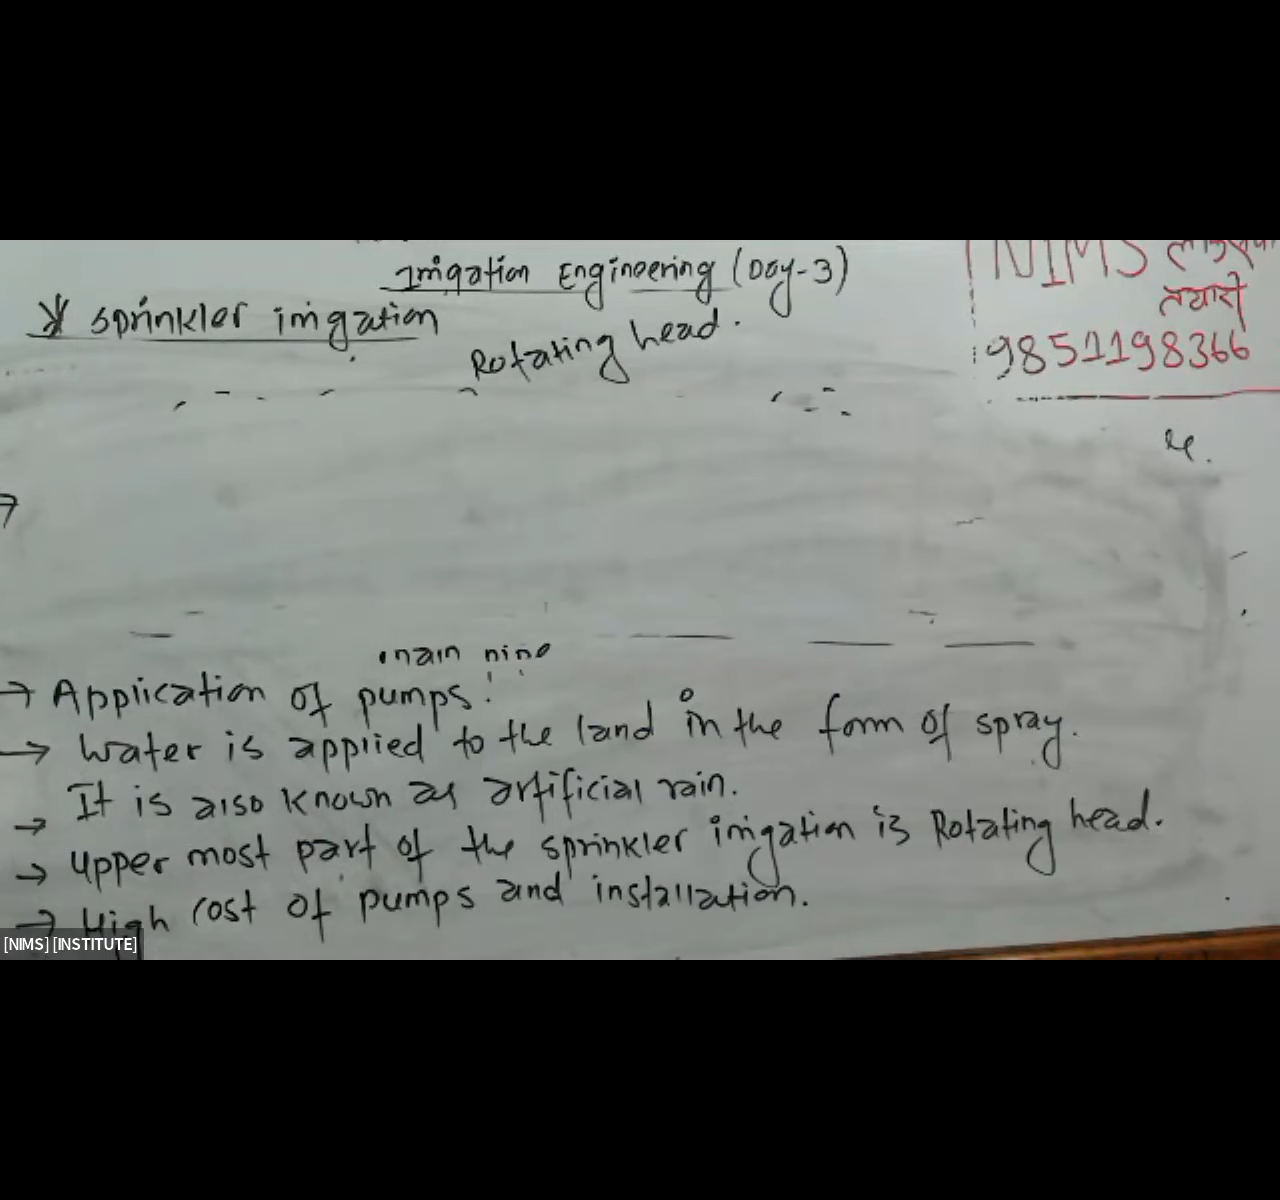 Irrigation Engineering (Day-3)
NIMS
तयारी
9851198366
* sprinkler irrigation
Rotating head.
main pipe
→ Application of pumps!
→ water is applied to the land in the form of spray.
→ It is also known as artificial rain.
→ Upper most part of the sprinkler irrigation is Rotating head.
→ High cost of pumps and installation.
[NIMS] [INSTITUTE]